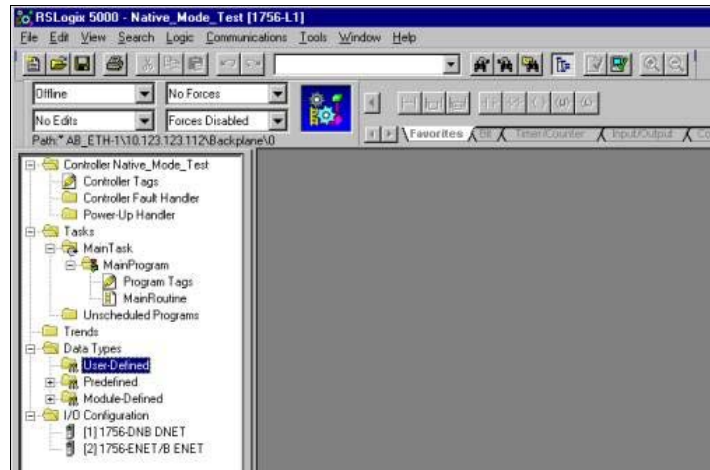 RSLogix 5000 - Native_Mode_Test [1756-L1]
File Edit View Search Logic Communications Tools Window Help
Offline No Forces
No Edits Forces Disabled
Path:* AB_ETH-1\10.123.123.112\Backplane\0
Favorites Bit Timer/Counter Input/Output Co
Controller Native_Mode_Test
Controller Tags
Controller Fault Handler
Power-Up Handler
Tasks
MainTask
MainProgram
Program Tags
MainRoutine
Unscheduled Programs
Trends
Data Types
User-Defined
Predefined
Module-Defined
I/O Configuration
[1] 1756-DNB DNET
[2] 1756-ENET/B ENET